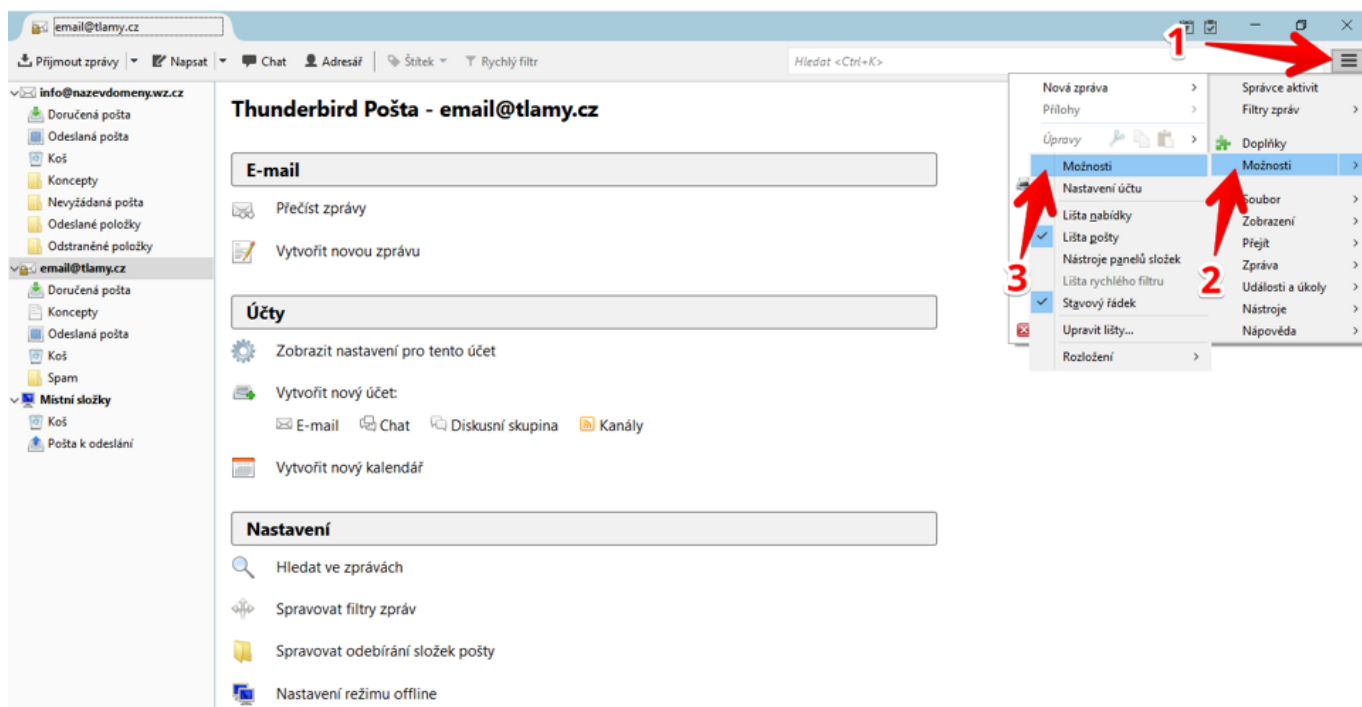 email@tlamy.cz
Přijmout zprávy
Napsat
Chat
Adresář
Štítek
Rychlý filtr
Hledat <Ctrl+K>
1
info@nazevdomeny.wz.cz
Doručená pošta
Odeslaná pošta
Koš
Koncepty
Nevyžádaná pošta
Odeslané položky
Odstraněné položky
email@tlamy.cz
Doručená pošta
Koncepty
Odeslaná pošta
Koš
Spam
Místní složky
Koš
Pošta k odeslání
Thunderbird Pošta - email@tlamy.cz
E-mail
Přečíst zprávy
Vytvořit novou zprávu
Účty
Zobrazit nastavení pro tento účet
Vytvořit nový účet:
E-mail
Chat
Diskusní skupina
Kanály
Vytvořit nový kalendář
Nastavení
Hledat ve zprávách
Spravovat filtry zpráv
Spravovat odebírání složek pošty
Nastavení režimu offline
Nová zpráva
Přílohy
Úpravy
Možnosti
Nastavení účtu
Lišta nabídky
Lišta pošty
Nástroje panelů složek
Lišta rychlého filtru
Stavový řádek
Upravit lišty...
Rozložení
3
Správce aktivit
Filtry zpráv
Doplňky
Možnosti
Soubor
Zobrazení
Přejít
Zpráva
Události a úkoly
Nástroje
Nápověda
2